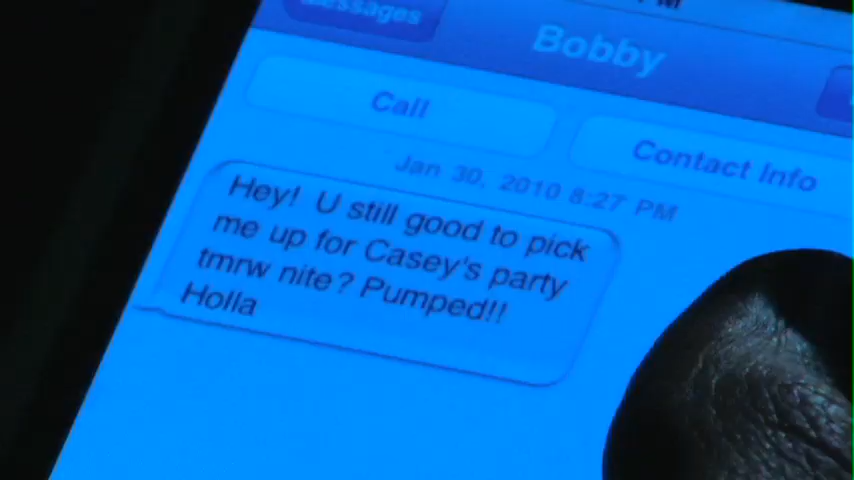 Messages
Bobby
Call
Contact Info
Jan 30, 2010 8:27 PM
Hey! U still good to pick
me up for Casey's party
tmrw nite? Pumped!!
Holla